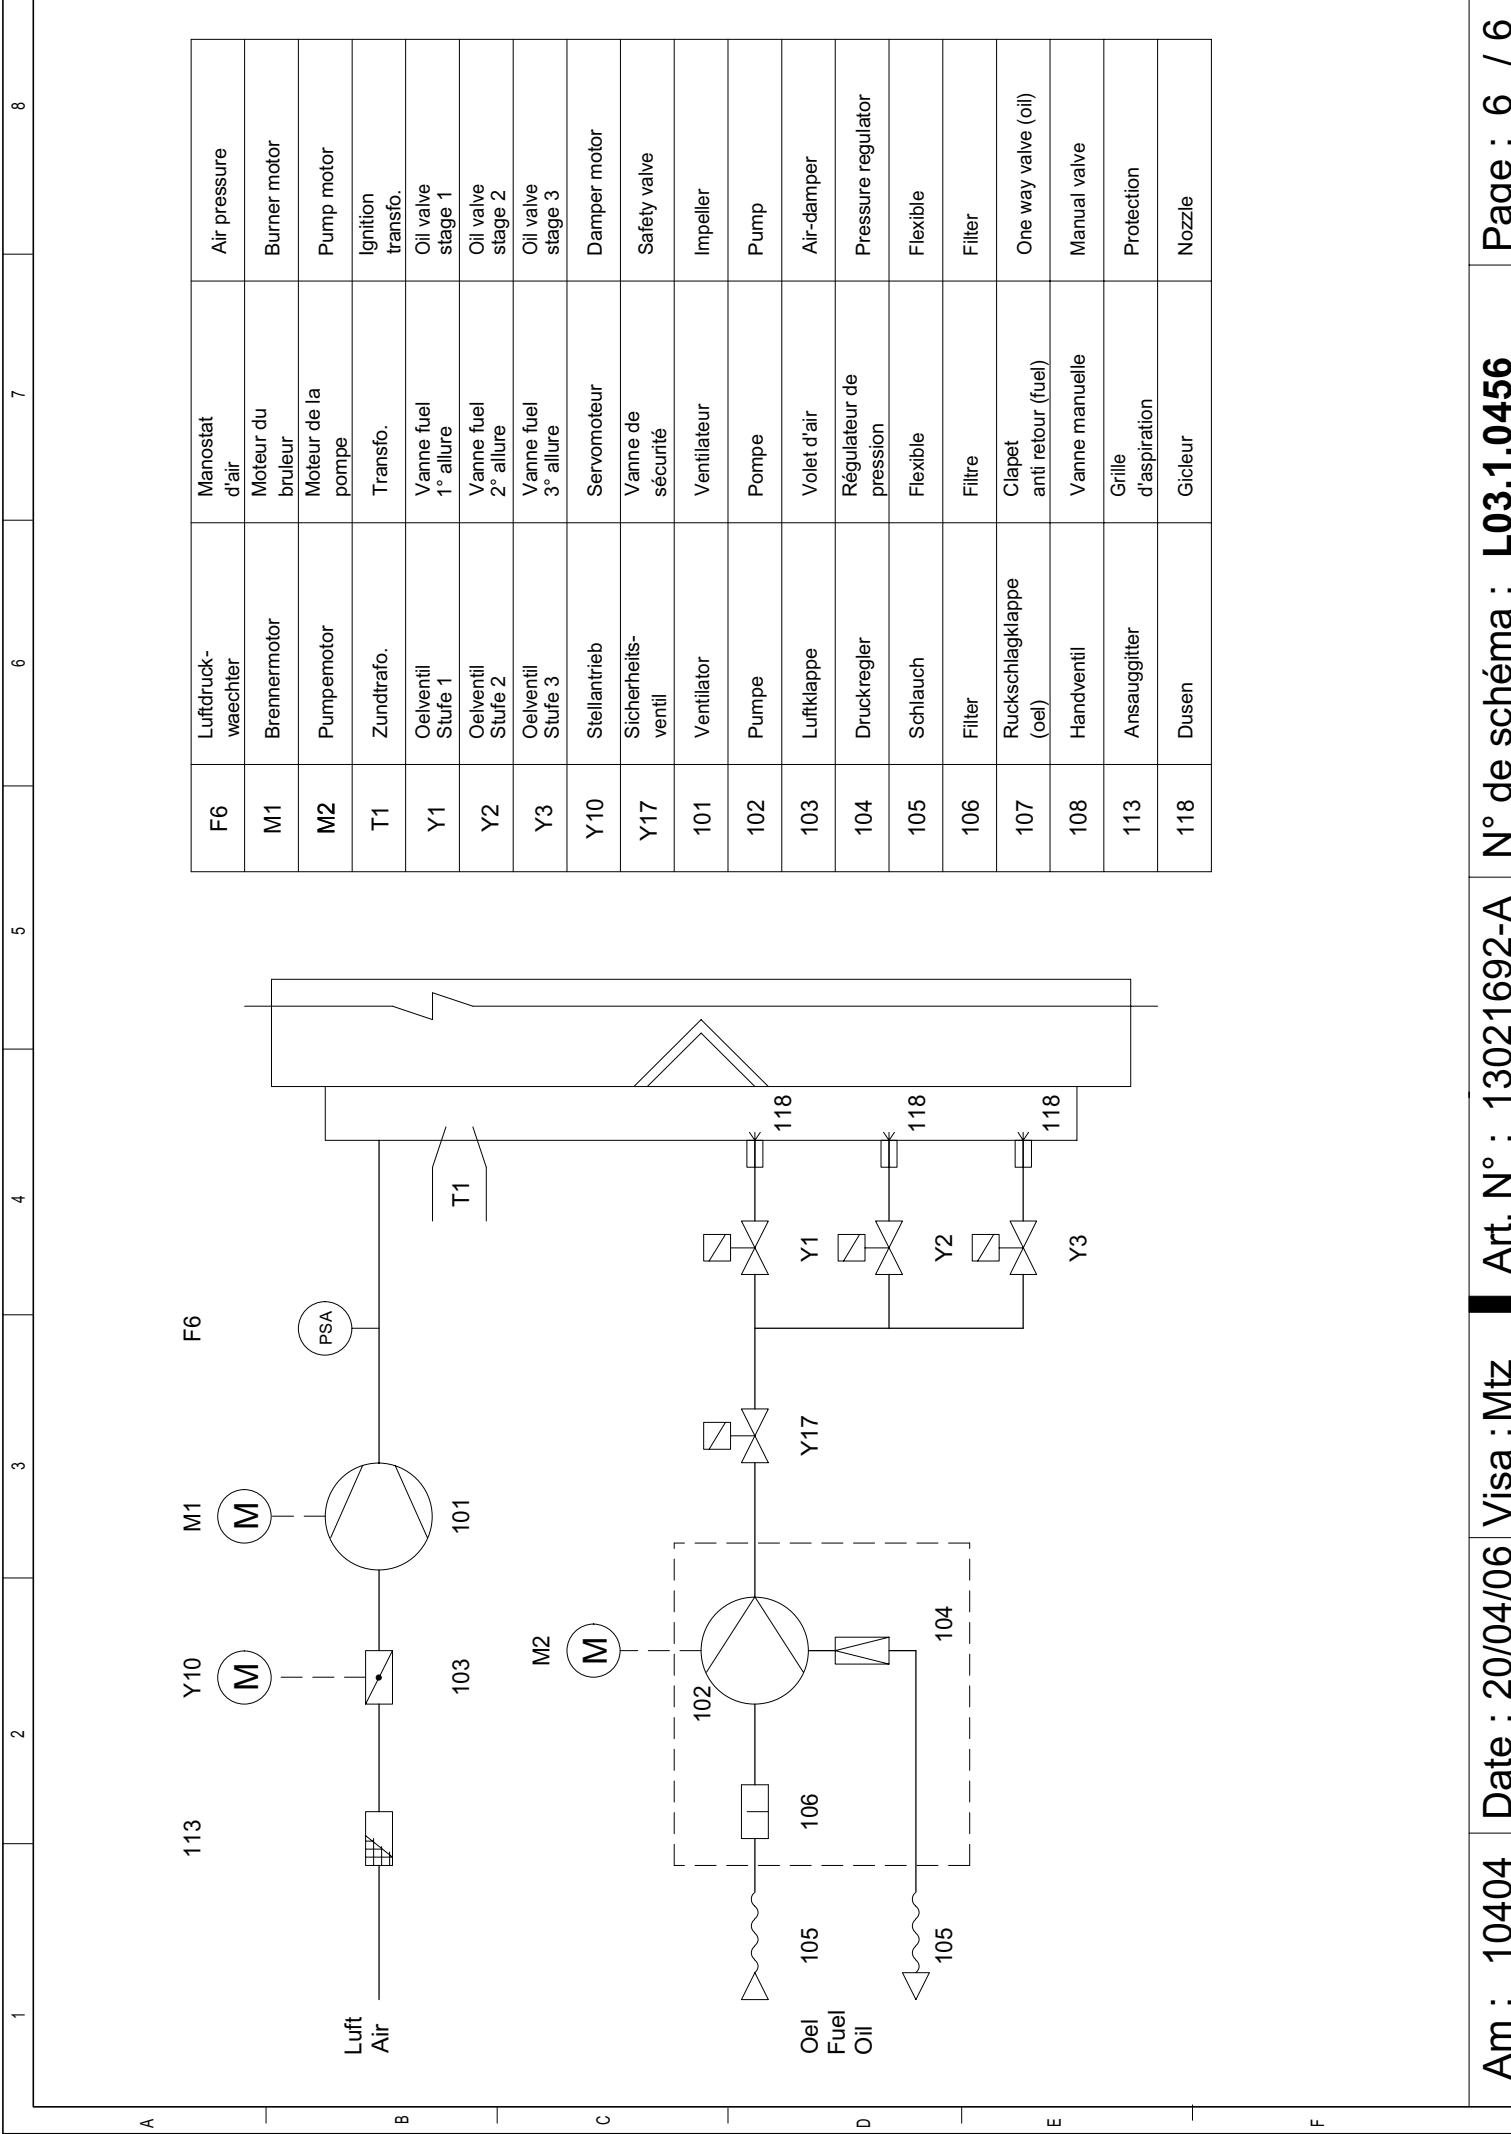 1
2
3
4
5
6
7
8
A
B
C
D
E
F
113
Y10
M1
F6
M
M
PSA
Luft
Air
103
101
T1
M2
M
102
118
Oel
Fuel
Oil
105
106
Y17
Y1
118
105
104
Y2
118
Y3
F6
Luftdruck-
waechter
Manostat
d'air
Air pressure
M1
Brennermotor
Moteur du
bruleur
Burner motor
M2
Pumpemotor
Moteur de la
pompe
Pump motor
T1
Zundtrafo.
Transfo.
Ignition
transfo.
Y1
Oelventil
Stufe 1
Vanne fuel
1° allure
Oil valve
stage 1
Y2
Oelventil
Stufe 2
Vanne fuel
2° allure
Oil valve
stage 2
Y3
Oelventil
Stufe 3
Vanne fuel
3° allure
Oil valve
stage 3
Y10
Stellantrieb
Servomoteur
Damper motor
Y17
Sicherheits-
ventil
Vanne de
sécurité
Safety valve
101
Ventilator
Ventilateur
Impeller
102
Pumpe
Pompe
Pump
103
Luftklappe
Volet d'air
Air-damper
104
Druckregler
Régulateur de
pression
Pressure regulator
105
Schlauch
Flexible
Flexible
106
Filter
Filtre
Filter
107
Ruckschlagklappe
(oel)
Clapet
anti retour (fuel)
One way valve (oil)
108
Handventil
Vanne manuelle
Manual valve
113
Ansauggitter
Grille
d'aspiration
Protection
118
Dusen
Gicleur
Nozzle
Am : 10404
Date : 20/04/06
Visa : Mtz
Art. N° : 13021692-A
N° de schéma : L03.1.0456
Page : 6 / 6